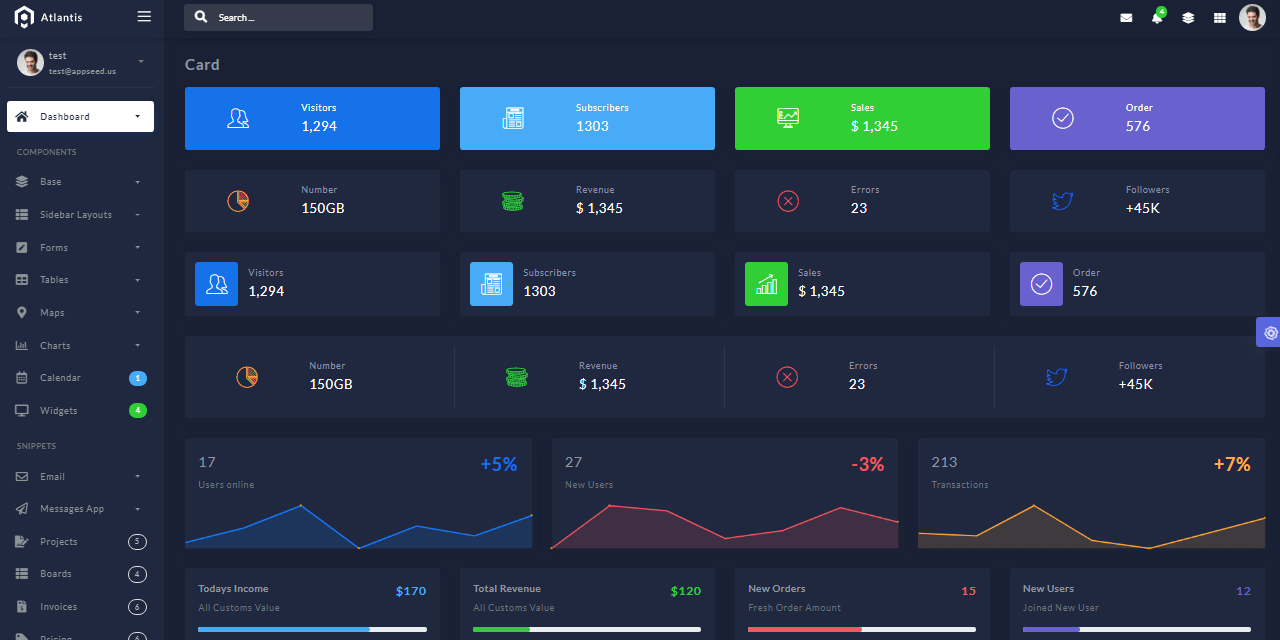 Atlantis
Search...
4
test
test@appseed.us
Dashboard
COMPONENTS
Base
Sidebar Layouts
Forms
Tables
Maps
Charts
Calendar
1
Widgets
4
SNIPPETS
Email
Messages App
Projects
5
Boards
4
Invoices
6
Pricing
6
Card
Visitors
1,294
Subscribers
1303
Sales
$ 1,345
Order
576
Number
150GB
Revenue
$ 1,345
Errors
23
Followers
+45K
Visitors
1,294
Subscribers
1303
Sales
$ 1,345
Order
576
Number
150GB
Revenue
$ 1,345
Errors
23
Followers
+45K
17
+5%
Users online
27
-3%
New Users
213
+7%
Transactions
Todays Income
$170
All Customs Value
Total Revenue
$120
All Customs Value
New Orders
15
Fresh Order Amount
New Users
12
Joined New User